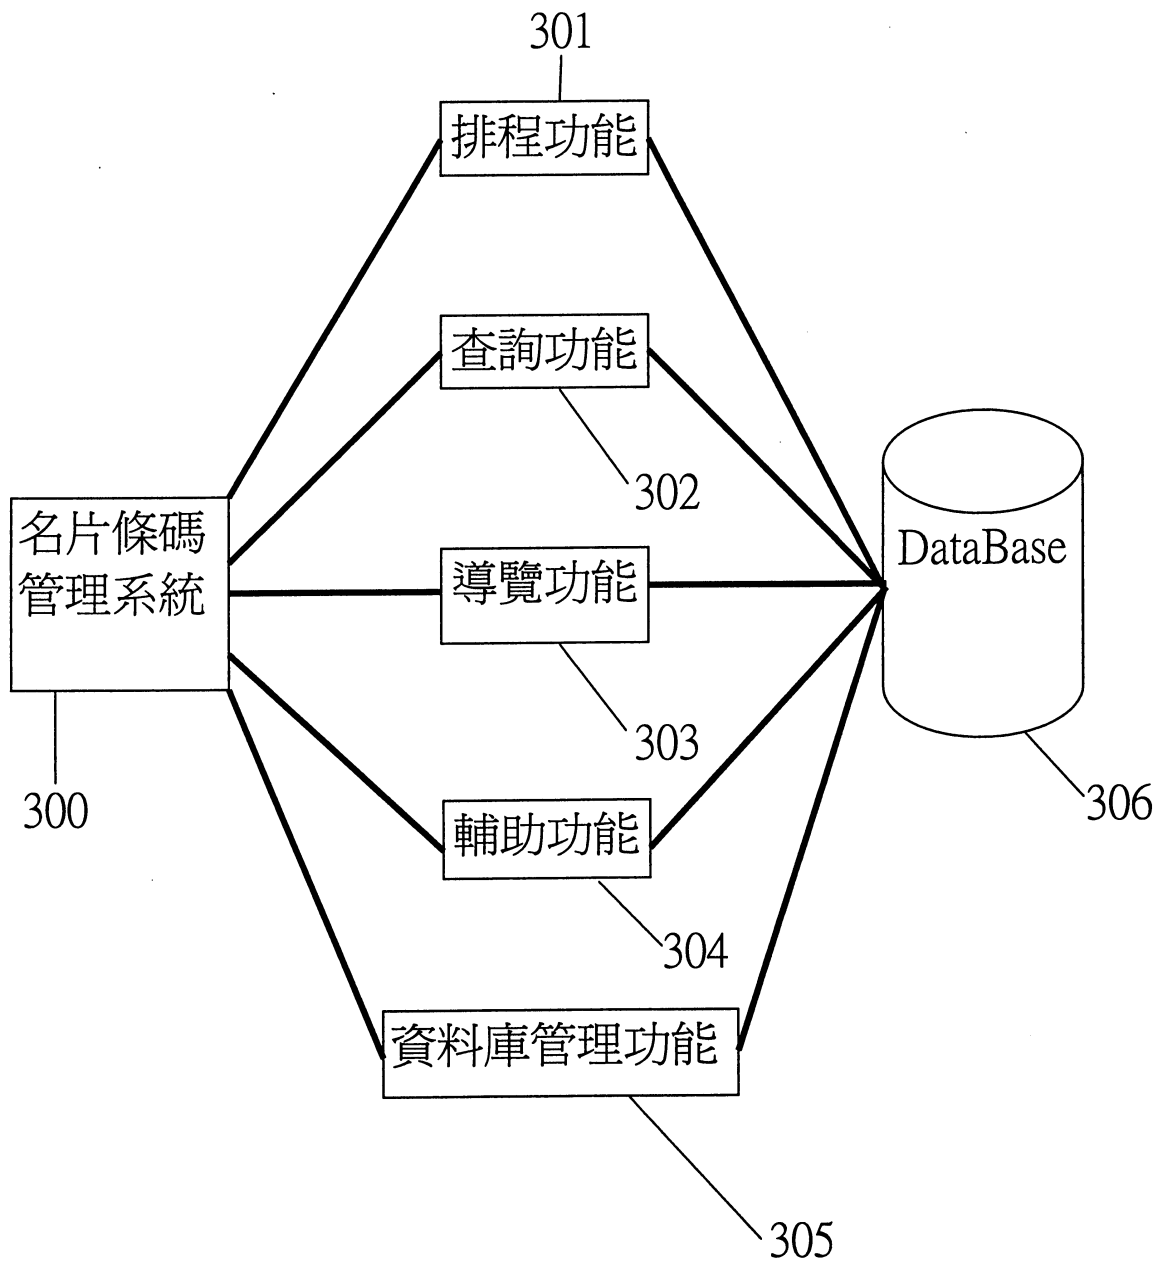 301
排程功能
查詢功能
302
名片條碼
管理系統
導覽功能
DataBase
303
300
輔助功能
306
304
資料庫管理功能
305